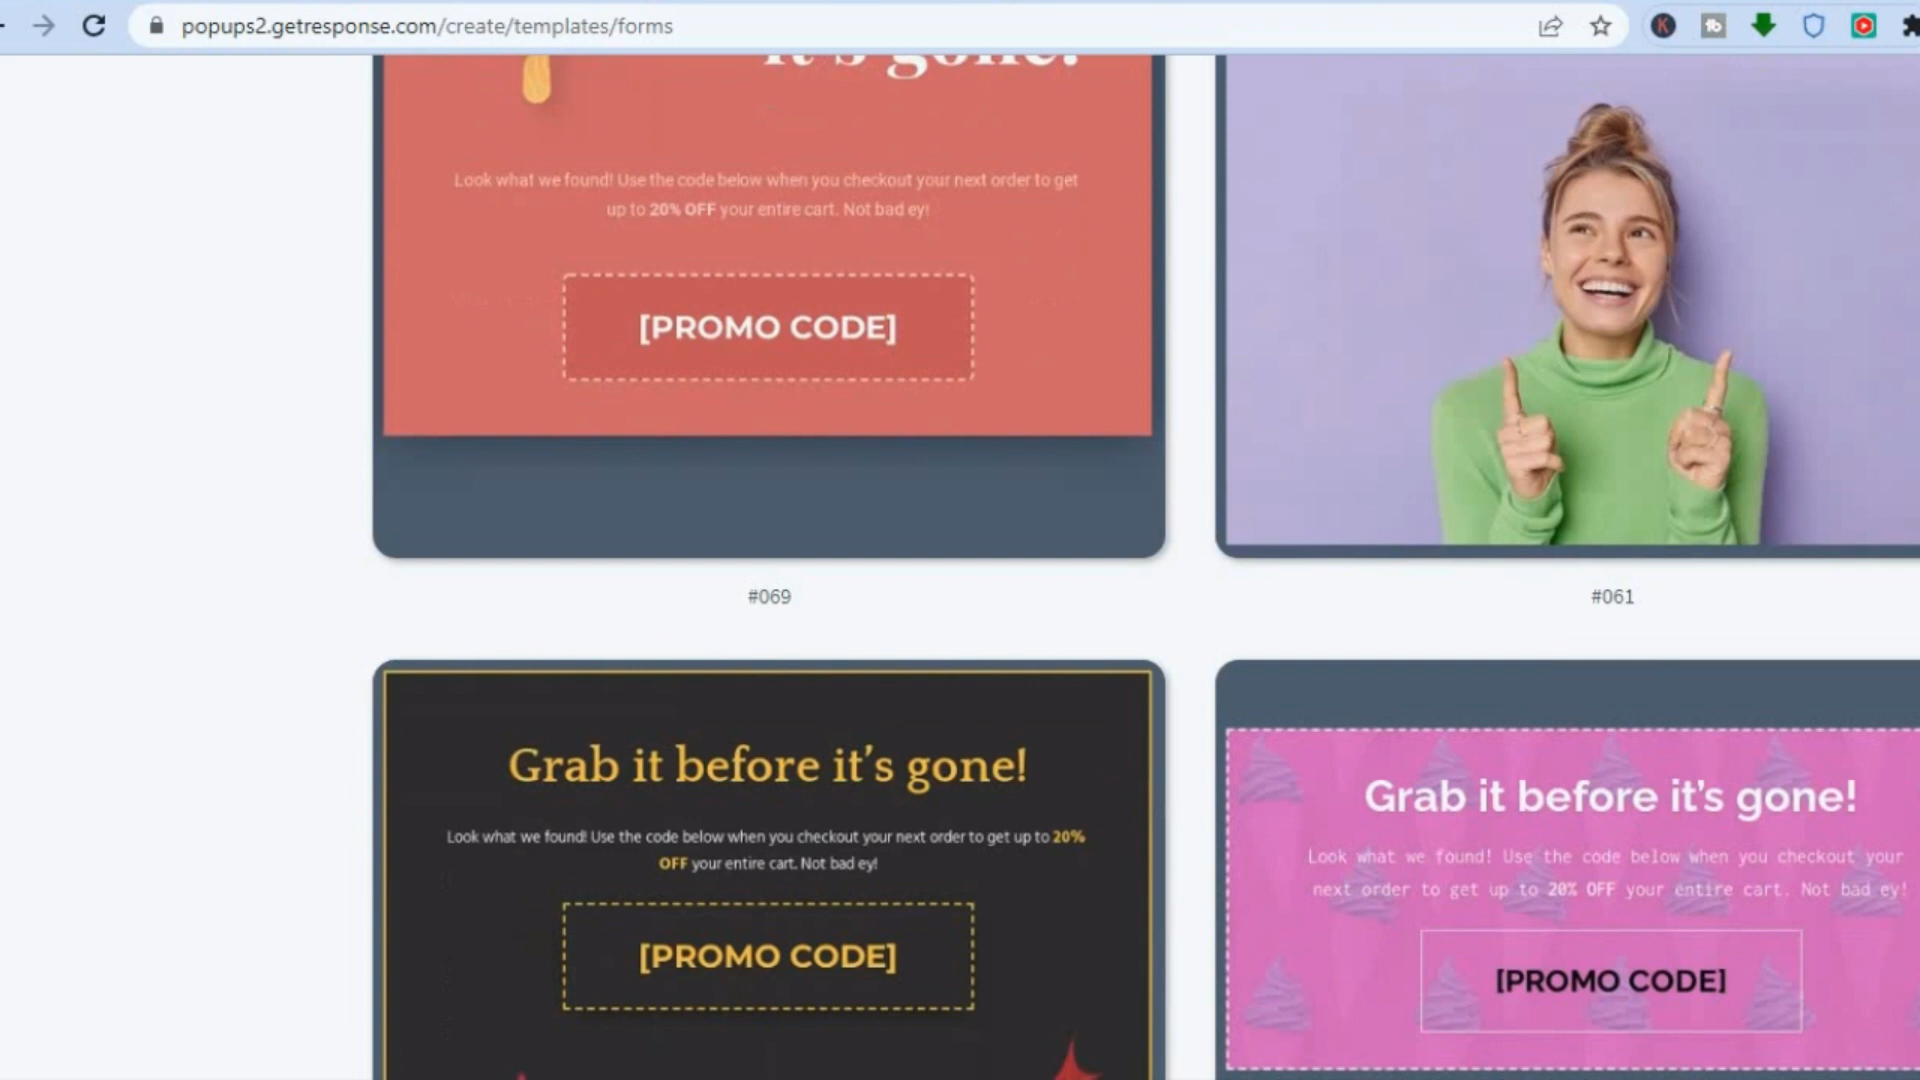 popups2.getresponse.com/create/templates/forms
it's gone!
Look what we found! Use the code below when you checkout your next order to get
up to 20% OFF your entire cart. Not bad ey!
[PROMO CODE]
#069
#061
Grab it before it's gone!
Look what we found! Use the code below when you checkout your next order to get up to 20%
OFF your entire cart. Not bad ey!
[PROMO CODE]
Grab it before it's gone!
Look what we found! Use the code below when you checkout your
next order to get up to 20% OFF your entire cart. Not bad ey!
[PROMO CODE]